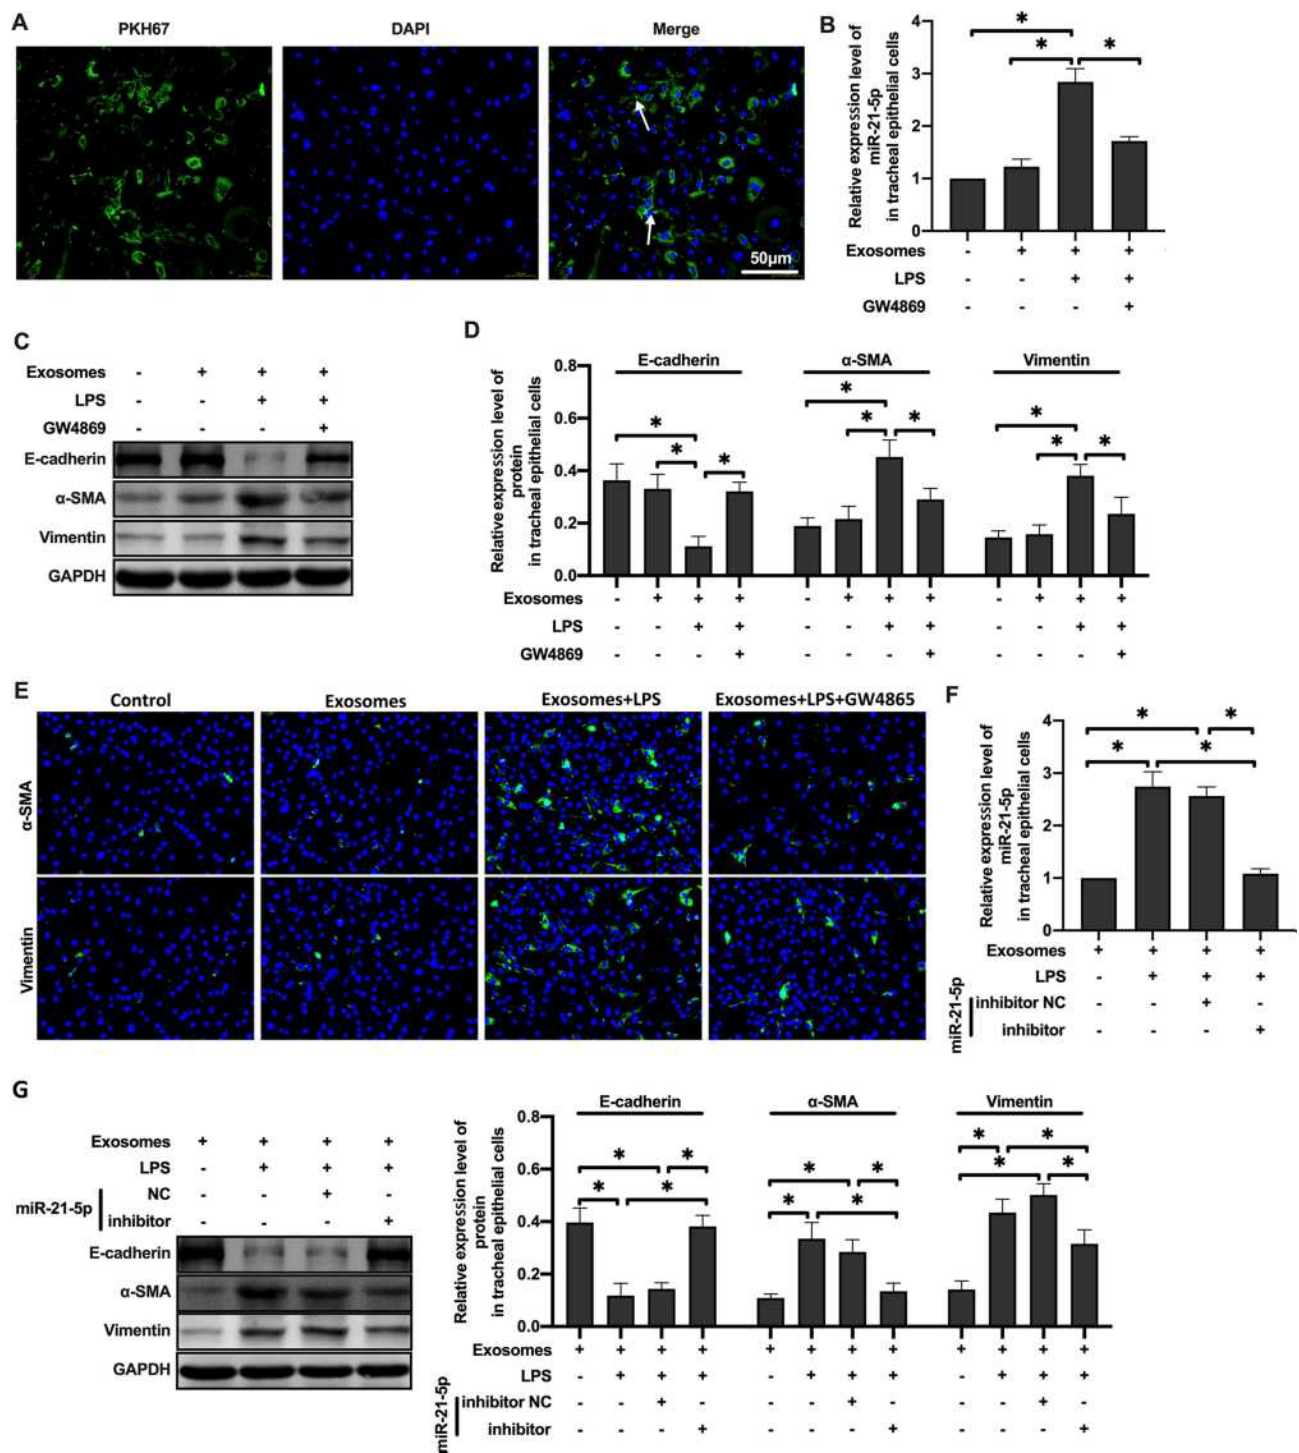 A
PKH67 DAPI Merge
50μm
B
Relative expression level of
miR-21-5p
in tracheal epithelial cells
4
3
2
1
0
* * *
Exosomes - + + +
LPS - - + +
GW4869 - - - +
C
Exosomes - + + +
LPS - - + +
GW4869 - - - +
E-cadherin
α-SMA
Vimentin
GAPDH
D
Relative expression level of
protein
in tracheal epithelial cells
0.8
0.6
0.4
0.2
0.0
E-cadherin α-SMA Vimentin
* * * * * * * * *
Exosomes - + + + - + + + - + + +
LPS - - + + - - + + - - + +
GW4869 - - - + - - - + - - - +
E
Control Exosomes Exosomes+LPS Exosomes+LPS+GW4865
α-SMA
Vimentin
F
Relative expression level of
miR-21-5p
in tracheal epithelial cells
4
3
2
1
0
* * * *
Exosomes + + + +
LPS - + + +
miR-21-5p
inhibitor NC - - + -
inhibitor - - - +
G
Exosomes + + + +
LPS - + + +
miR-21-5p
NC - - + -
inhibitor - - - +
E-cadherin
α-SMA
Vimentin
GAPDH
Relative expression level of
protein
in tracheal epithelial cells
0.8
0.6
0.4
0.2
0.0
E-cadherin α-SMA Vimentin
* * * * * * * * * * * *
Exosomes + + + + + + + + + + + +
LPS - + + + - + + + - + + +
miR-21-5p
inhibitor NC - - + - - - + - - - + -
inhibitor - - - + - - - + - - - +